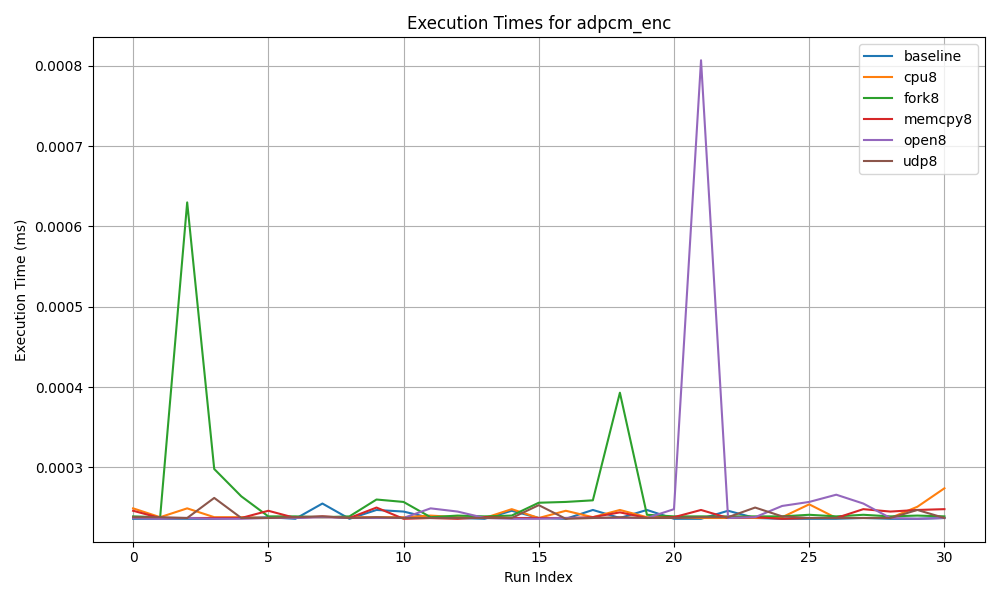 Execution Times for adpcm_enc
baseline
cpu8
fork8
memcpy8
open8
udp8
Execution Time (ms)
0.0008
0.0007
0.0006
0.0005
0.0004
0.0003
0 5 10 15 20 25 30
Run Index